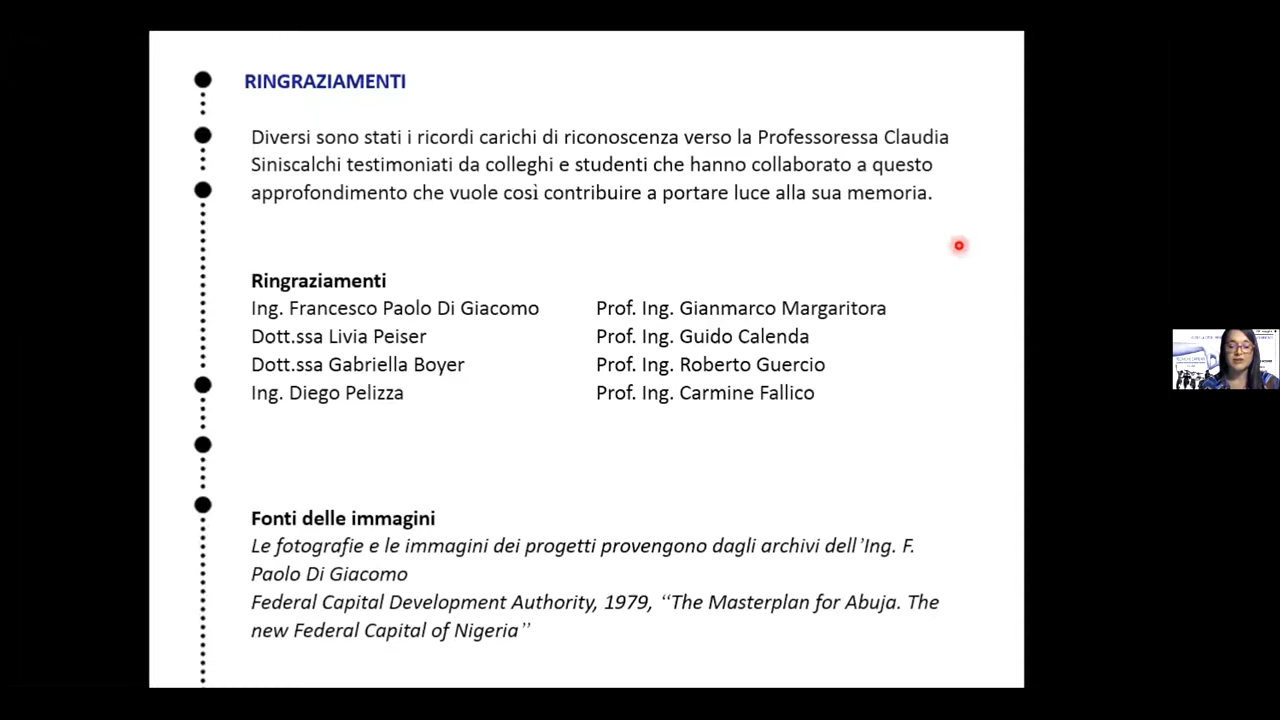 RINGRAZIAMENTI
Diversi sono stati i ricordi carichi di riconoscenza verso la Professoressa Claudia
Siniscalchi testimoniati da colleghi e studenti che hanno collaborato a questo
approfondimento che vuole così contribuire a portare luce alla sua memoria.
Ringraziamenti
Ing. Francesco Paolo Di Giacomo
Dott.ssa Livia Peiser
Dott.ssa Gabriella Boyer
Ing. Diego Pelizza
Prof. Ing. Gianmarco Margaritora
Prof. Ing. Guido Calenda
Prof. Ing. Roberto Guercio
Prof. Ing. Carmine Fallico
Fonti delle immagini
Le fotografie e le immagini dei progetti provengono dagli archivi dell’Ing. F.
Paolo Di Giacomo
Federal Capital Development Authority, 1979, “The Masterplan for Abuja. The
new Federal Capital of Nigeria”